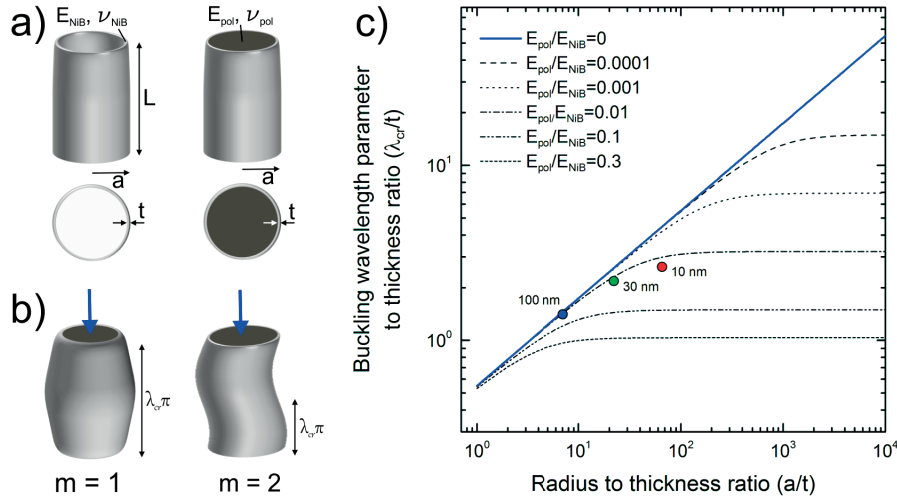 a)
E_NiB, ν_NiB
E_pol, ν_pol
L
a
a
t
t
b)
λ_cr π
λ_cr π
m = 1
m = 2
c)
Buckling wavelength parameter
to thickness ratio (λ_cr/t)
E_pol/E_NiB=0
E_pol/E_NiB=0.0001
E_pol/E_NiB=0.001
E_pol/E_NiB=0.01
E_pol/E_NiB=0.1
E_pol/E_NiB=0.3
10^1
10^0
100 nm
30 nm
10 nm
10^0 10^1 10^2 10^3 10^4
Radius to thickness ratio (a/t)